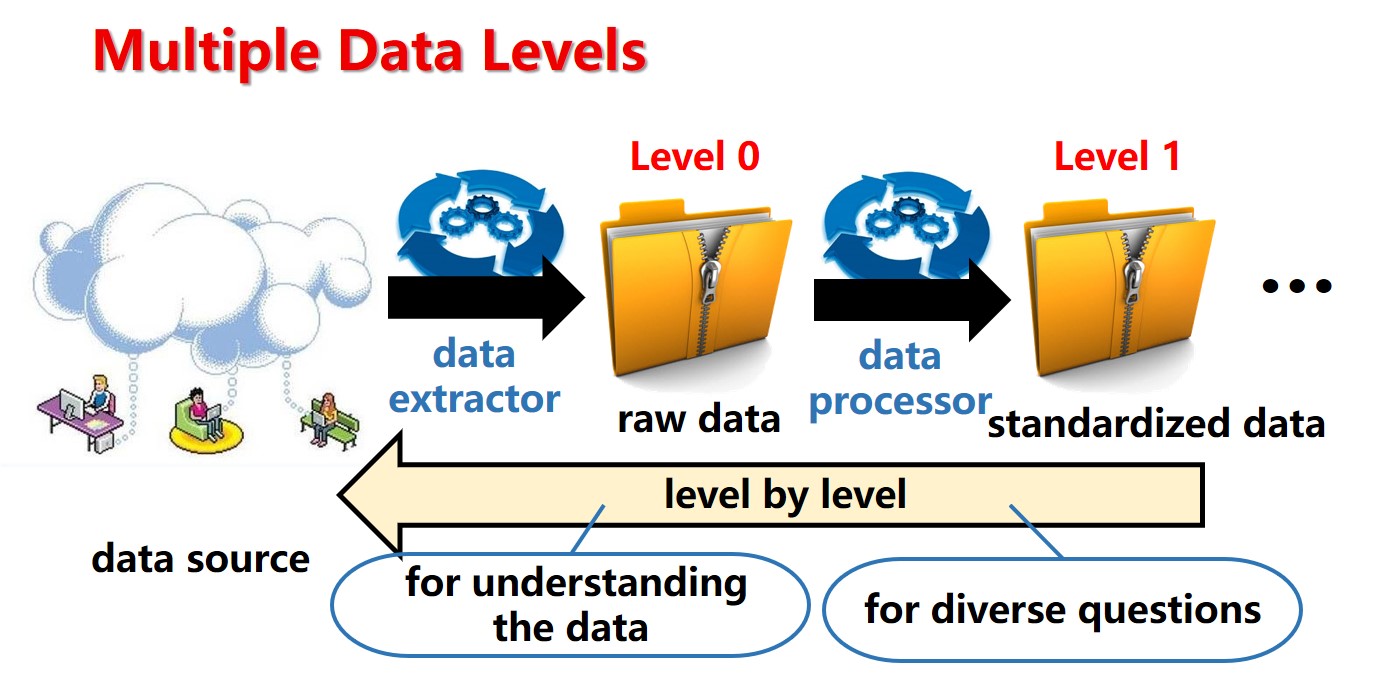 Multiple Data Levels
Level 0
Level 1
data
extractor
raw data
data
processor
standardized data
•••
level by level
data source
for understanding
the data
for diverse questions